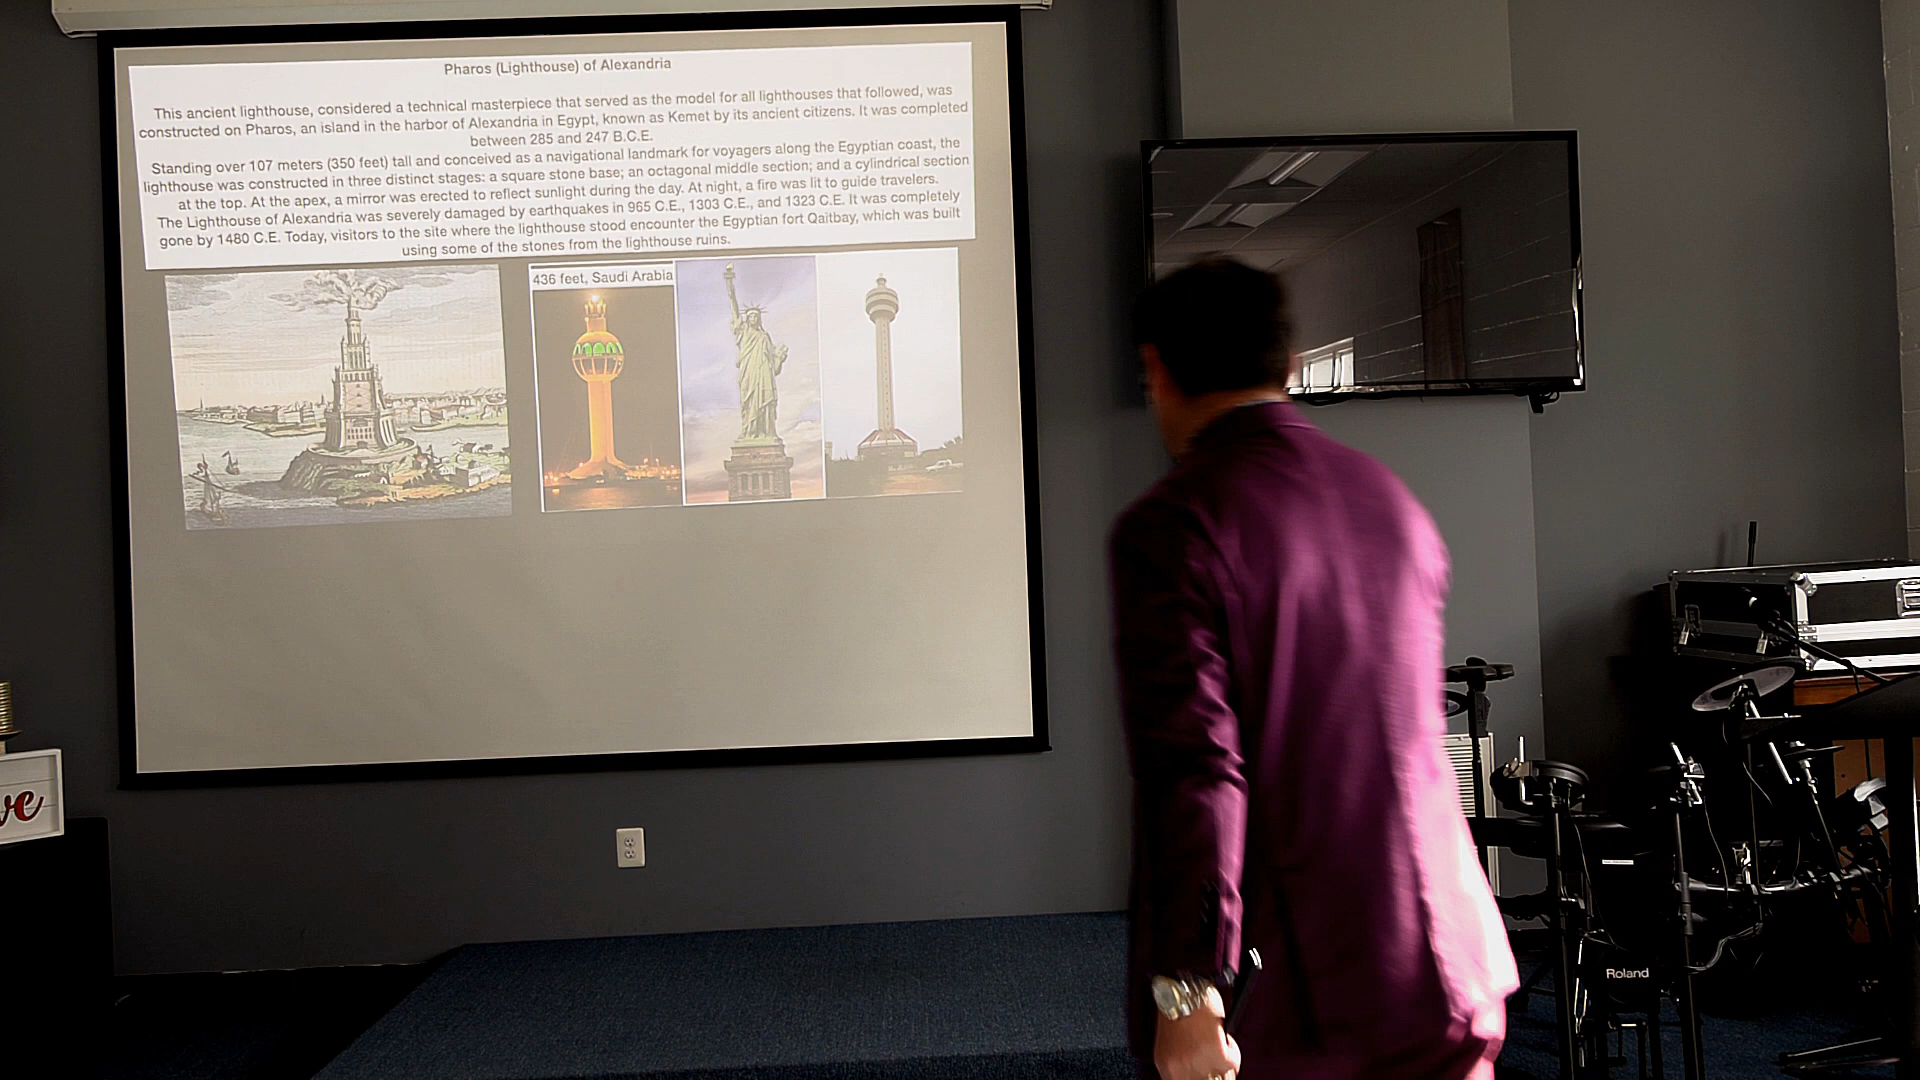 Pharos (Lighthouse) of Alexandria
This ancient lighthouse, considered a technical masterpiece that served as the model for all lighthouses that followed, was
constructed on Pharos, an island in the harbor of Alexandria in Egypt, known as Kemet by its ancient citizens. It was completed
between 285 and 247 B.C.E.
Standing over 107 meters (350 feet) tall and conceived as a navigational landmark for voyagers along the Egyptian coast, the
lighthouse was constructed in three distinct stages: a square stone base; an octagonal middle section; and a cylindrical section
at the top. At the apex, a mirror was erected to reflect sunlight during the day. At night, a fire was lit to guide travelers.
The Lighthouse of Alexandria was severely damaged by earthquakes in 965 C.E., 1303 C.E., and 1323 C.E. It was completely
gone by 1480 C.E. Today, visitors to the site where the lighthouse stood encounter the Egyptian fort Qaitbay, which was built
using some of the stones from the lighthouse ruins.
436 feet, Saudi Arabia
ve
Roland